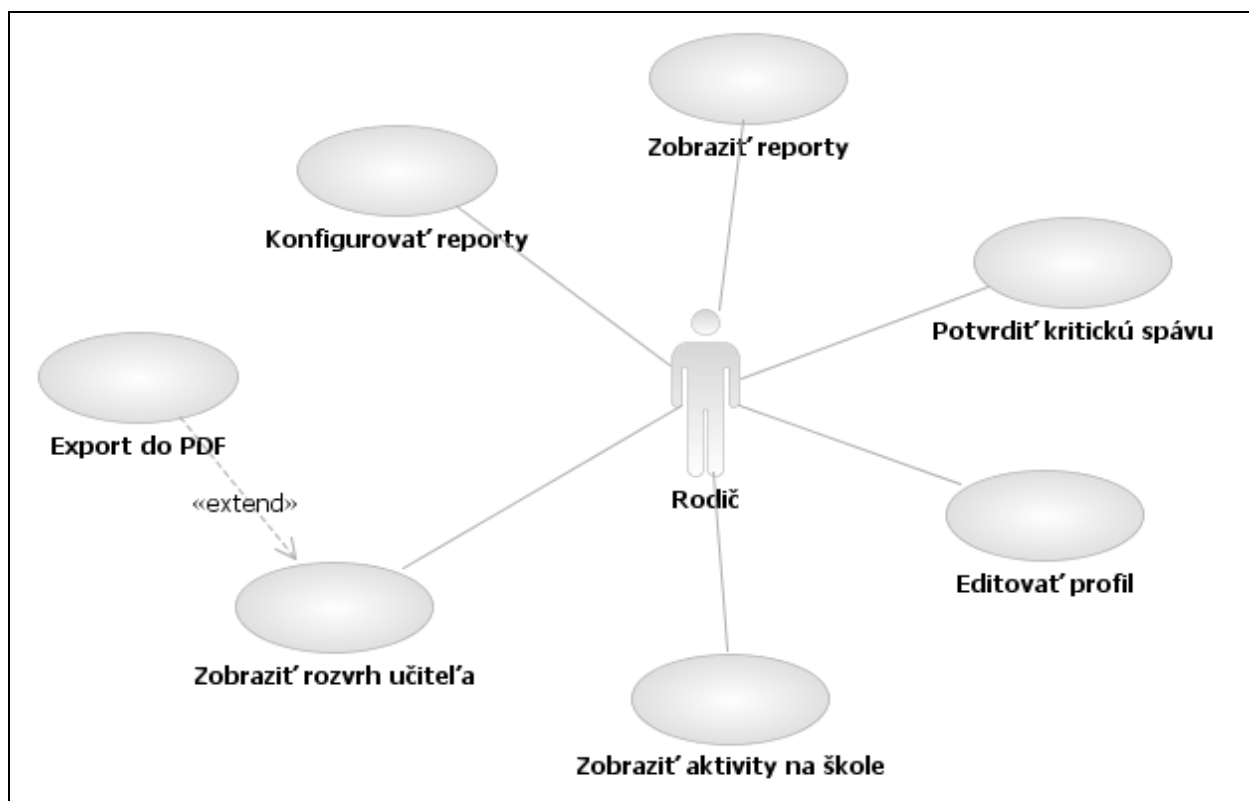 Zobraziť reporty
Konfigurovať reporty
Potvrdiť kritickú spávu
Export do PDF
«extend»
Rodič
Editovať profil
Zobraziť rozvrh učiteľa
Zobraziť aktivity na škole